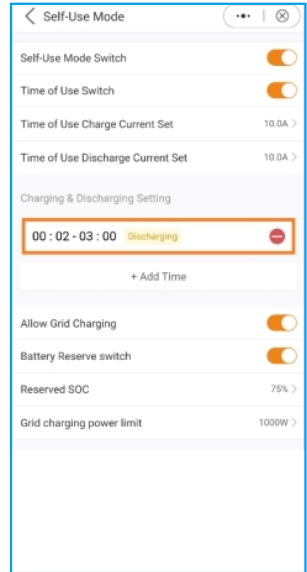 Self-Use Mode
Self-Use Mode Switch
Time of Use Switch
Time of Use Charge Current Set 10.0A >
Time of Use Discharge Current Set 10.0A >
Charging & Discharging Setting
00 : 02 - 03 : 00 Discharging
+ Add Time
Allow Grid Charging
Battery Reserve switch
Reserved SOC 75% >
Grid charging power limit 1000W >